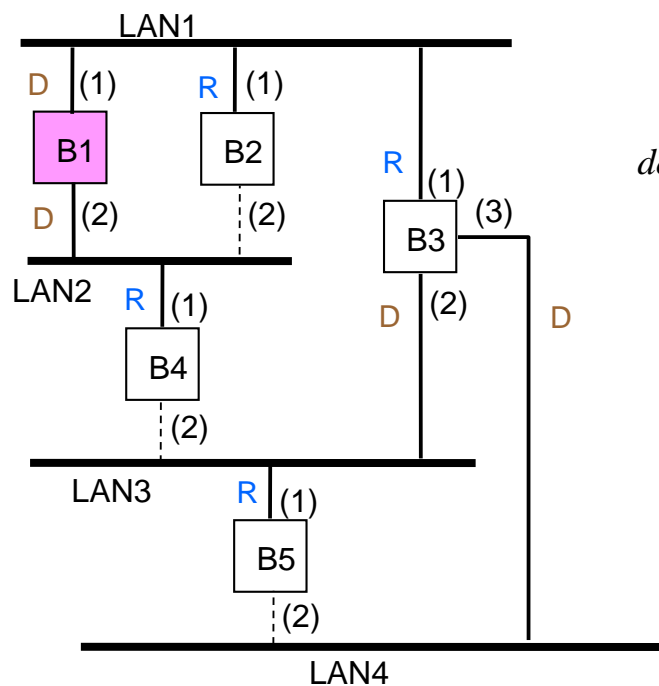 LAN1
D (1) R (1)
B1 B2
R (1)
D (2) (2) B3 (3)
LAN2
R (1) D (2) D
B4
(2)
LAN3
R (1)
B5
(2)
LAN4